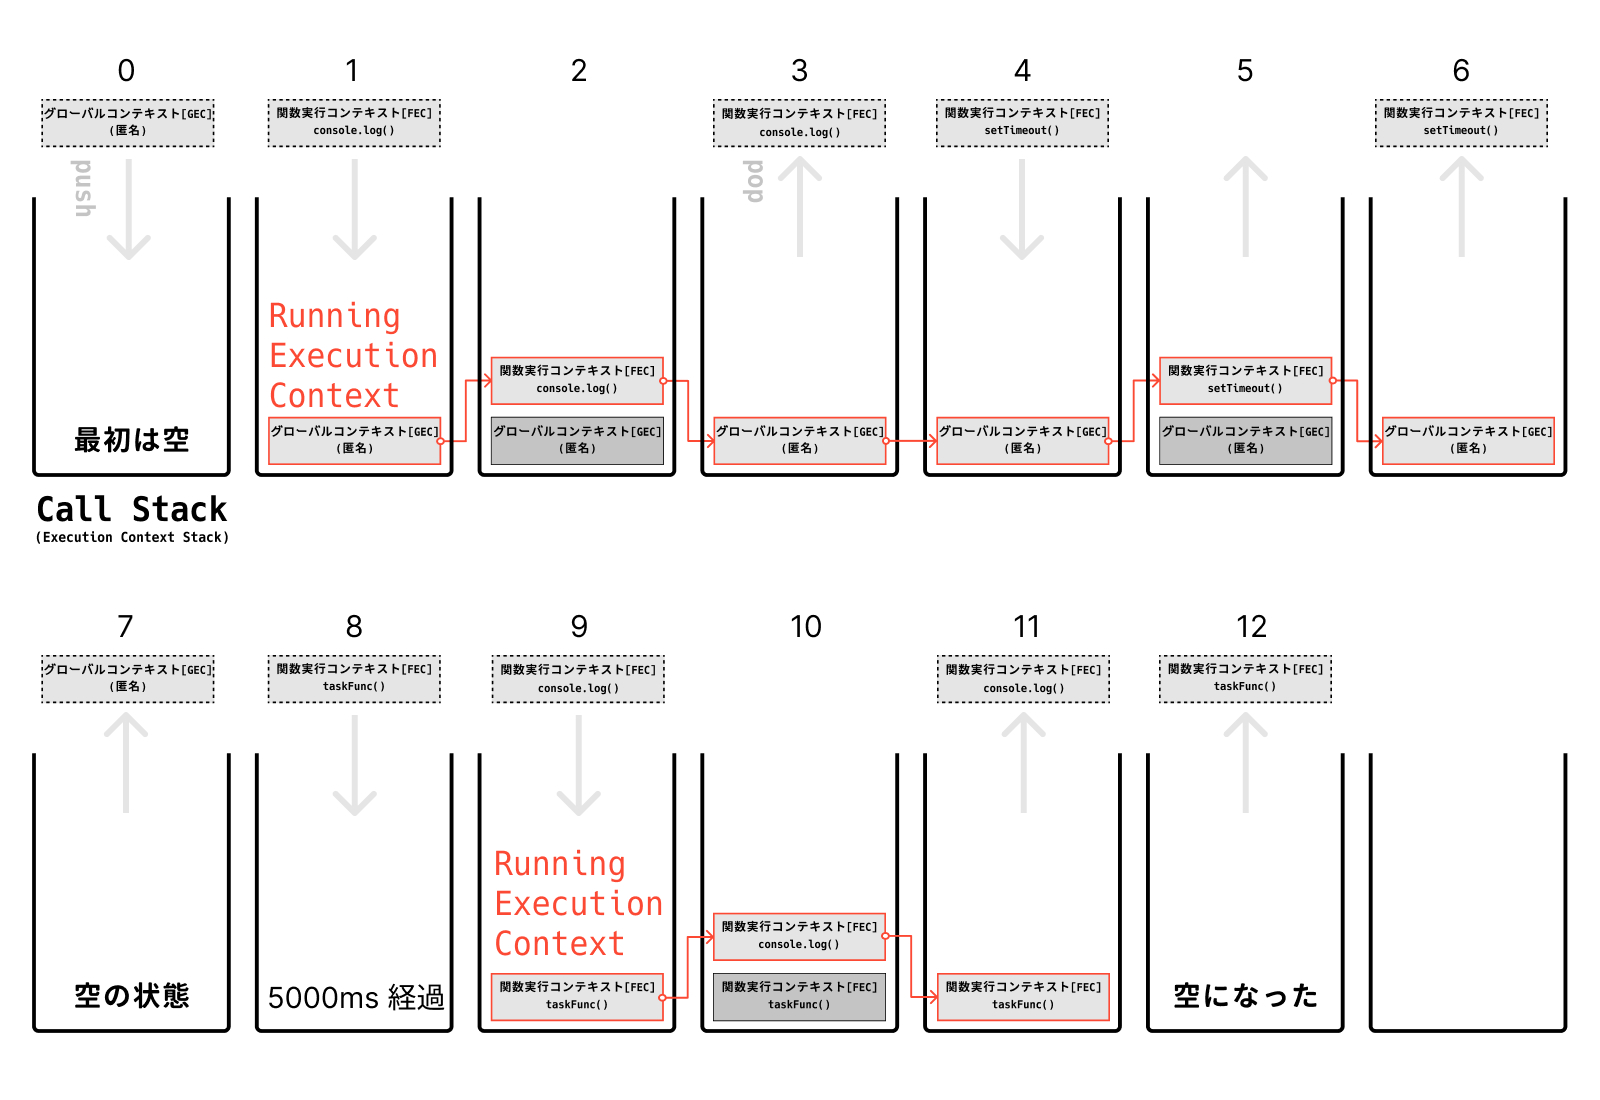 0
グローバルコンテキスト[GEC]
(匿名)
push
最初は空
Call Stack
(Execution Context Stack)
1
関数実行コンテキスト[FEC]
console.log()
Running
Execution
Context
グローバルコンテキスト[GEC]
(匿名)
2
関数実行コンテキスト[FEC]
console.log()
グローバルコンテキスト[GEC]
(匿名)
3
関数実行コンテキスト[FEC]
console.log()
pop
グローバルコンテキスト[GEC]
(匿名)
4
関数実行コンテキスト[FEC]
setTimeout()
グローバルコンテキスト[GEC]
(匿名)
5
関数実行コンテキスト[FEC]
setTimeout()
グローバルコンテキスト[GEC]
(匿名)
6
関数実行コンテキスト[FEC]
setTimeout()
グローバルコンテキスト[GEC]
(匿名)
7
グローバルコンテキスト[GEC]
(匿名)
空の状態
8
関数実行コンテキスト[FEC]
taskFunc()
5000ms 経過
9
関数実行コンテキスト[FEC]
console.log()
Running
Execution
Context
関数実行コンテキスト[FEC]
taskFunc()
10
関数実行コンテキスト[FEC]
console.log()
関数実行コンテキスト[FEC]
taskFunc()
11
関数実行コンテキスト[FEC]
console.log()
関数実行コンテキスト[FEC]
taskFunc()
12
関数実行コンテキスト[FEC]
taskFunc()
空になった